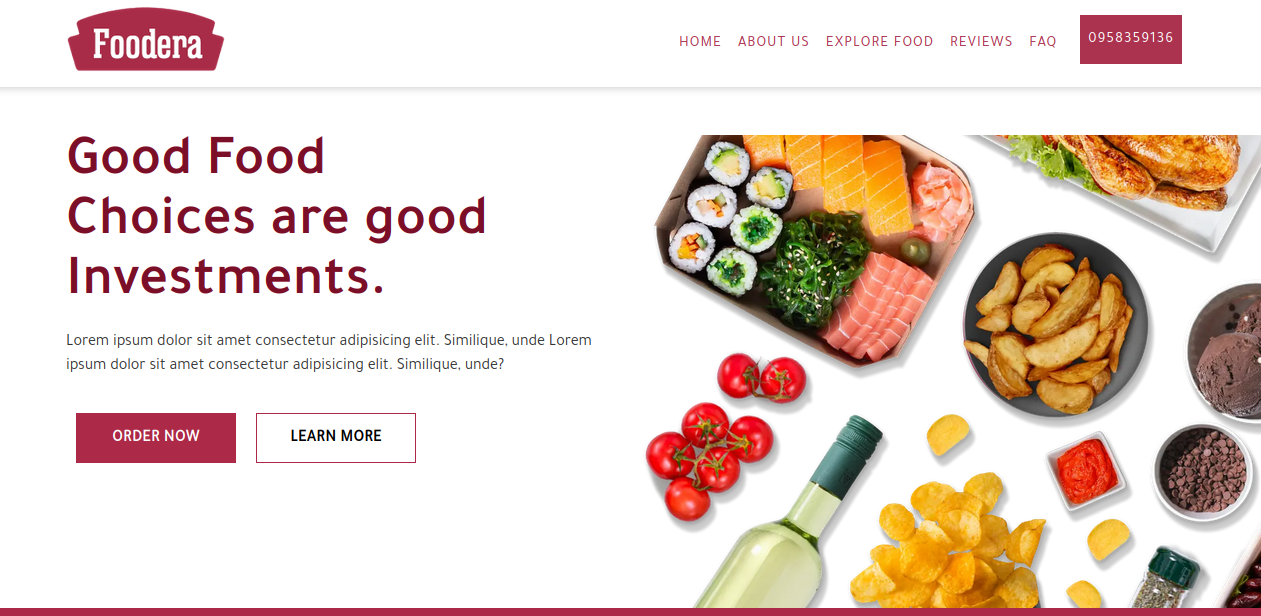 Foodera
HOME ABOUT US EXPLORE FOOD REVIEWS FAQ 0958359136
Good Food
Choices are good
Investments.
Lorem ipsum dolor sit amet consectetur adipisicing elit. Similique, unde Lorem
ipsum dolor sit amet consectetur adipisicing elit. Similique, unde?
ORDER NOW LEARN MORE